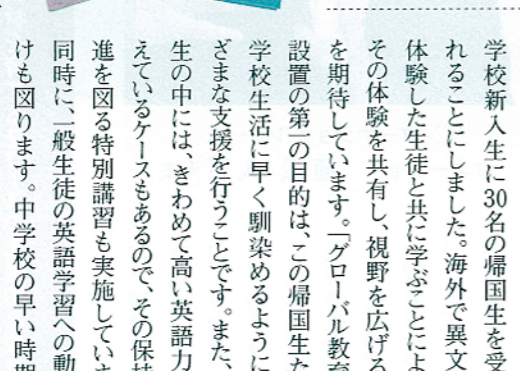 学校新入生に30名の帰国生を受
れることにしました。海外で異文
体験した生徒と共に学ぶことによ
その体験を共有し、視野を広げる
を期待しています。「グローバル教育
設置の第一の目的は、この帰国生た
学校生活に早く馴染めるように
ざまな支援を行うことです。また、
生の中には、きわめて高い英語力
えているケースもあるので、その保持
進を図る特別講習も実施していま
同時に、一般生徒の英語学習への動
けも図ります。中学校の早い時期